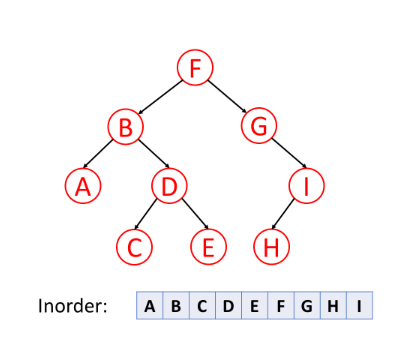 F
B G
A D I
C E H
Inorder: A B C D E F G H I